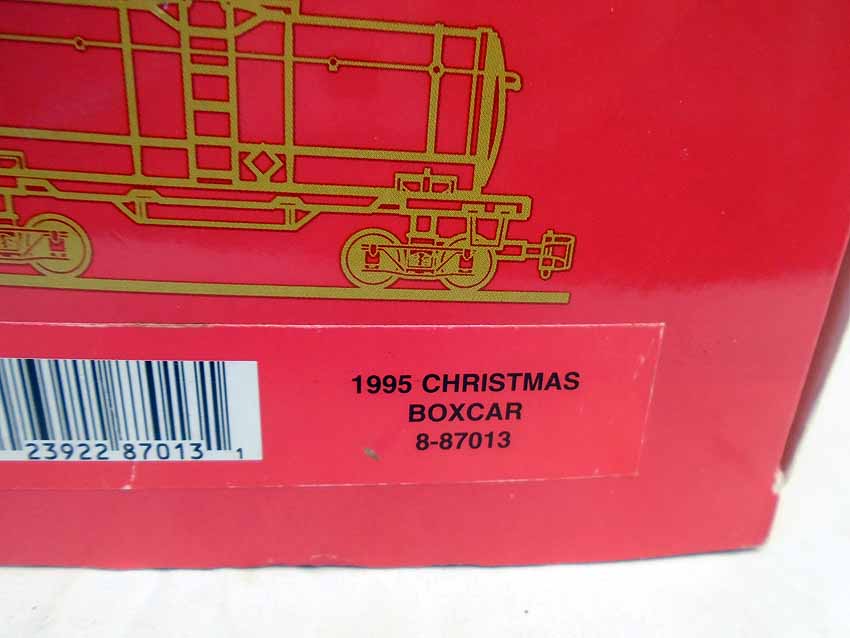 1995 CHRISTMAS
BOXCAR
8-87013
23922 87013 1